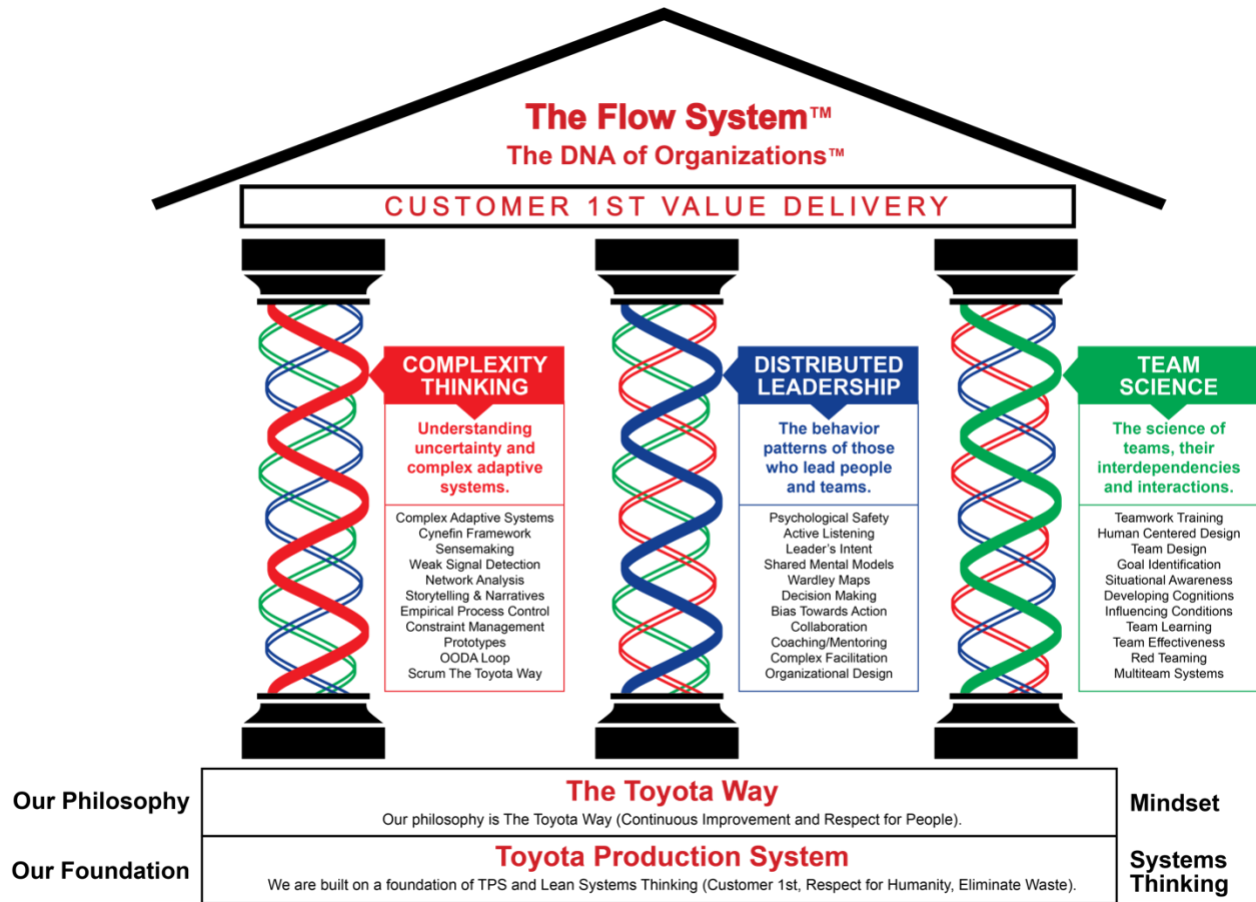 The Flow System™
The DNA of Organizations™
CUSTOMER 1ST VALUE DELIVERY
COMPLEXITY
THINKING
Understanding
uncertainty and
complex adaptive
systems.
Complex Adaptive Systems
Cynefin Framework
Sensemaking
Weak Signal Detection
Network Analysis
Storytelling & Narratives
Empirical Process Control
Constraint Management
Prototypes
OODA Loop
Scrum The Toyota Way
DISTRIBUTED
LEADERSHIP
The behavior
patterns of those
who lead people
and teams.
Psychological Safety
Active Listening
Leader's Intent
Shared Mental Models
Wardley Maps
Decision Making
Bias Towards Action
Collaboration
Coaching/Mentoring
Complex Facilitation
Organizational Design
TEAM
SCIENCE
The science of
teams, their
interdependencies
and interactions.
Teamwork Training
Human Centered Design
Team Design
Goal Identification
Situational Awareness
Developing Cognitions
Influencing Conditions
Team Learning
Team Effectiveness
Red Teaming
Multiteam Systems
Our Philosophy
The Toyota Way
Our philosophy is The Toyota Way (Continuous Improvement and Respect for People).
Mindset
Our Foundation
Toyota Production System
We are built on a foundation of TPS and Lean Systems Thinking (Customer 1st, Respect for Humanity, Eliminate Waste).
Systems
Thinking